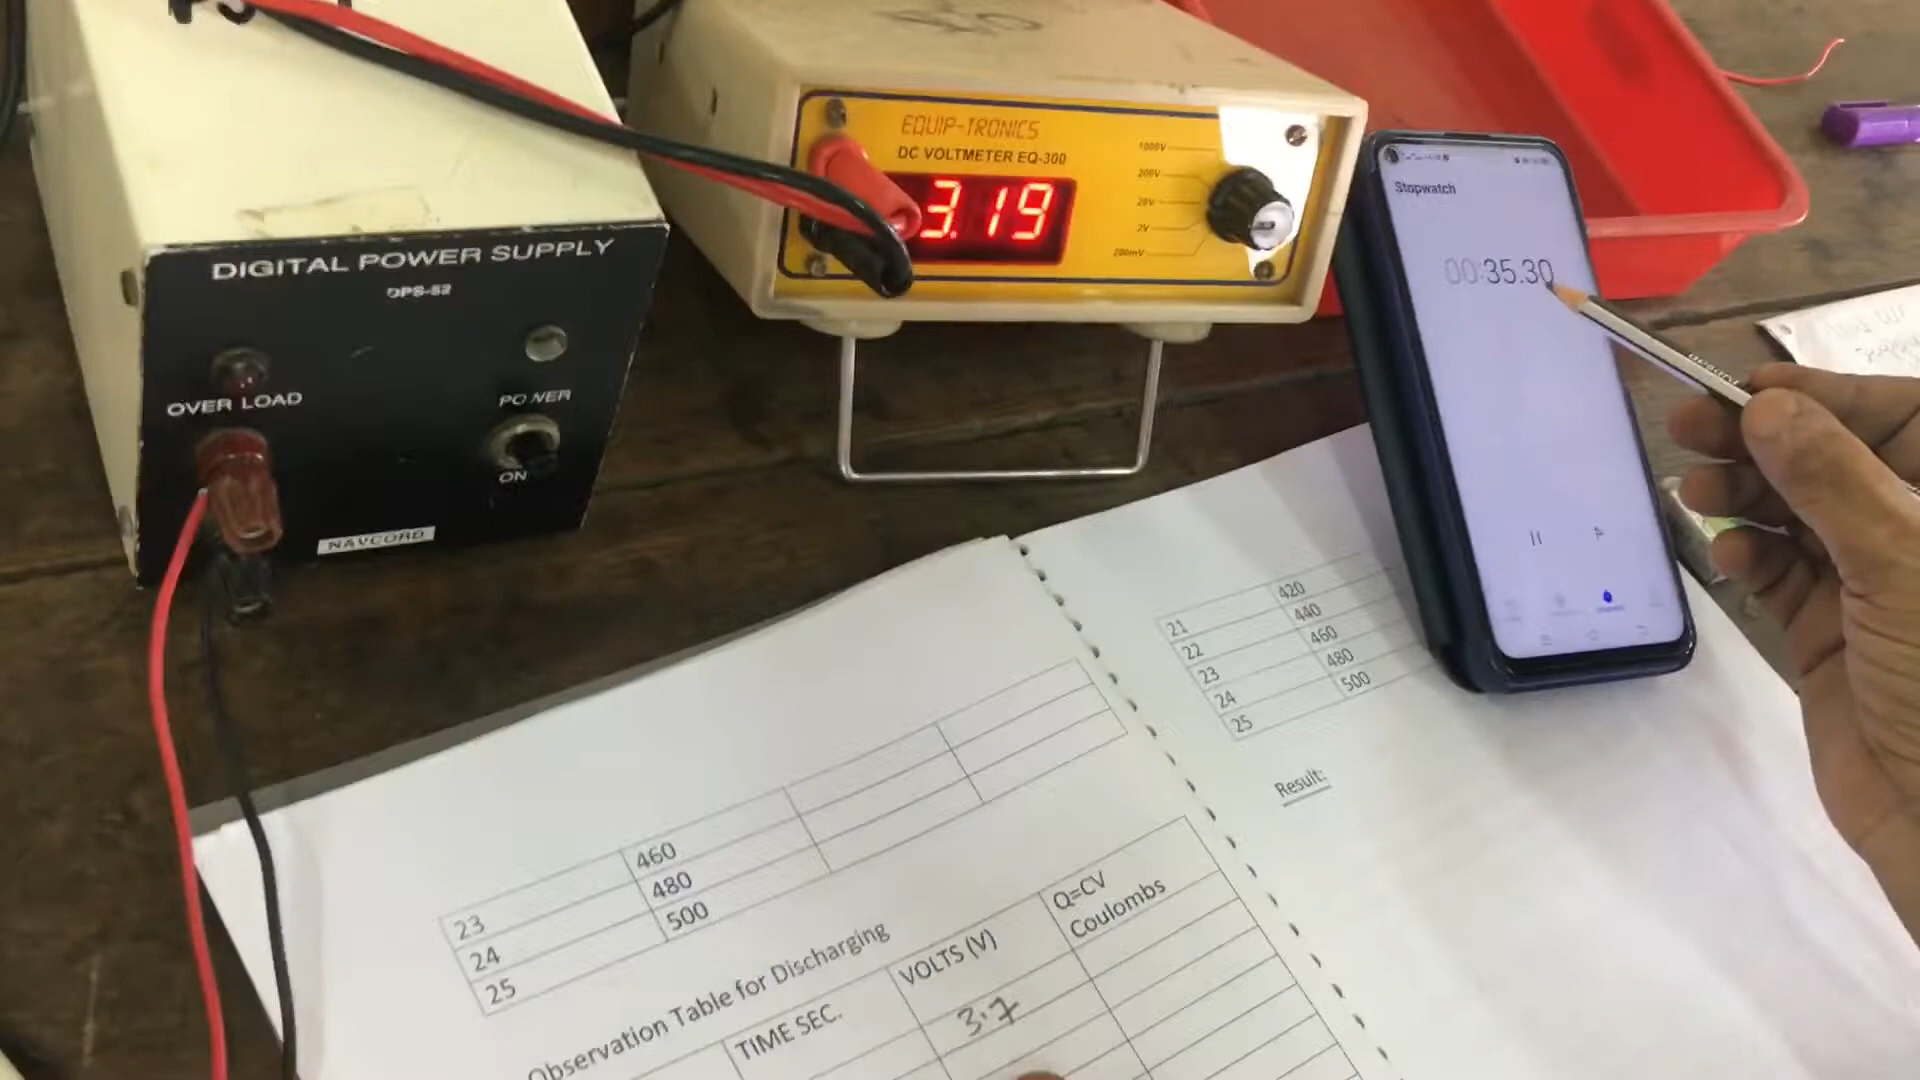 DIGITAL POWER SUPPLY
DPS-52
OVER LOAD
POWER
ON
NAVCORD
EQUIP-TRONICS
DC VOLTMETER EQ-300
3.19
1000V
200V
20V
2V
200mV
Stopwatch
00:35.30
23 460
24 480
25 500
Observation Table for Discharging
TIME SEC.
VOLTS (V)
Q=CV
Coulombs
3.7
21 420
22 440
23 460
24 480
25 500
Result: